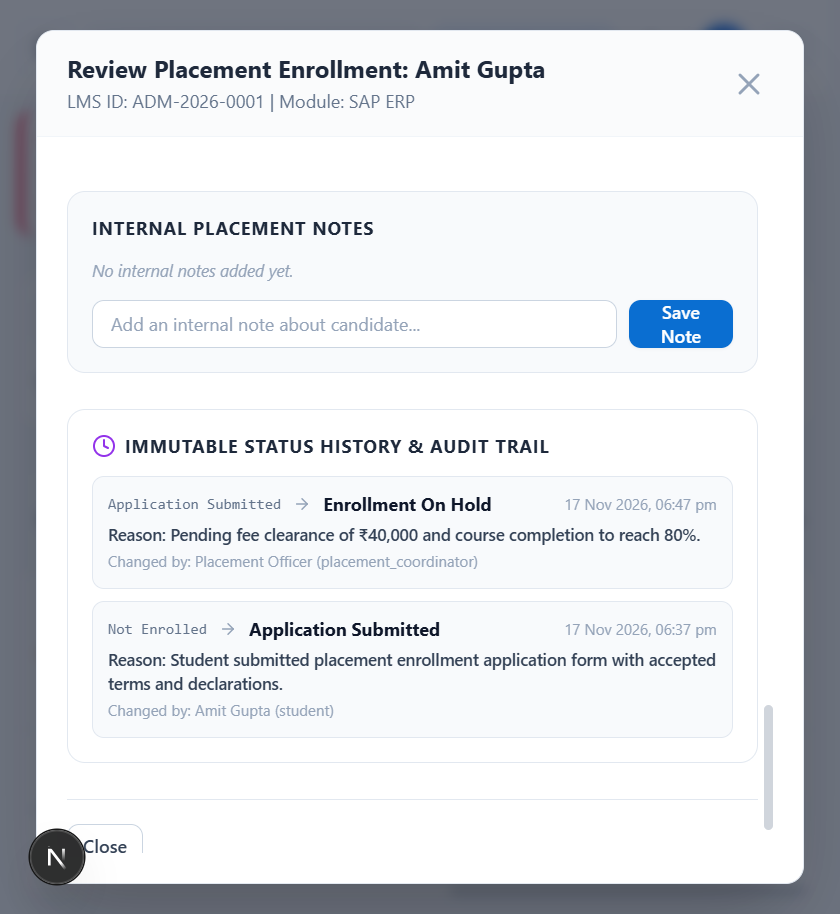 Review Placement Enrollment: Amit Gupta
LMS ID: ADM-2026-0001 | Module: SAP ERP
INTERNAL PLACEMENT NOTES
No internal notes added yet.
Add an internal note about candidate...
Save
Note
IMMUTABLE STATUS HISTORY & AUDIT TRAIL
Application Submitted → Enrollment On Hold 17 Nov 2026, 06:47 pm
Reason: Pending fee clearance of ₹40,000 and course completion to reach 80%.
Changed by: Placement Officer (placement_coordinator)
Not Enrolled → Application Submitted 17 Nov 2026, 06:37 pm
Reason: Student submitted placement enrollment application form with accepted
terms and declarations.
Changed by: Amit Gupta (student)
Close
N